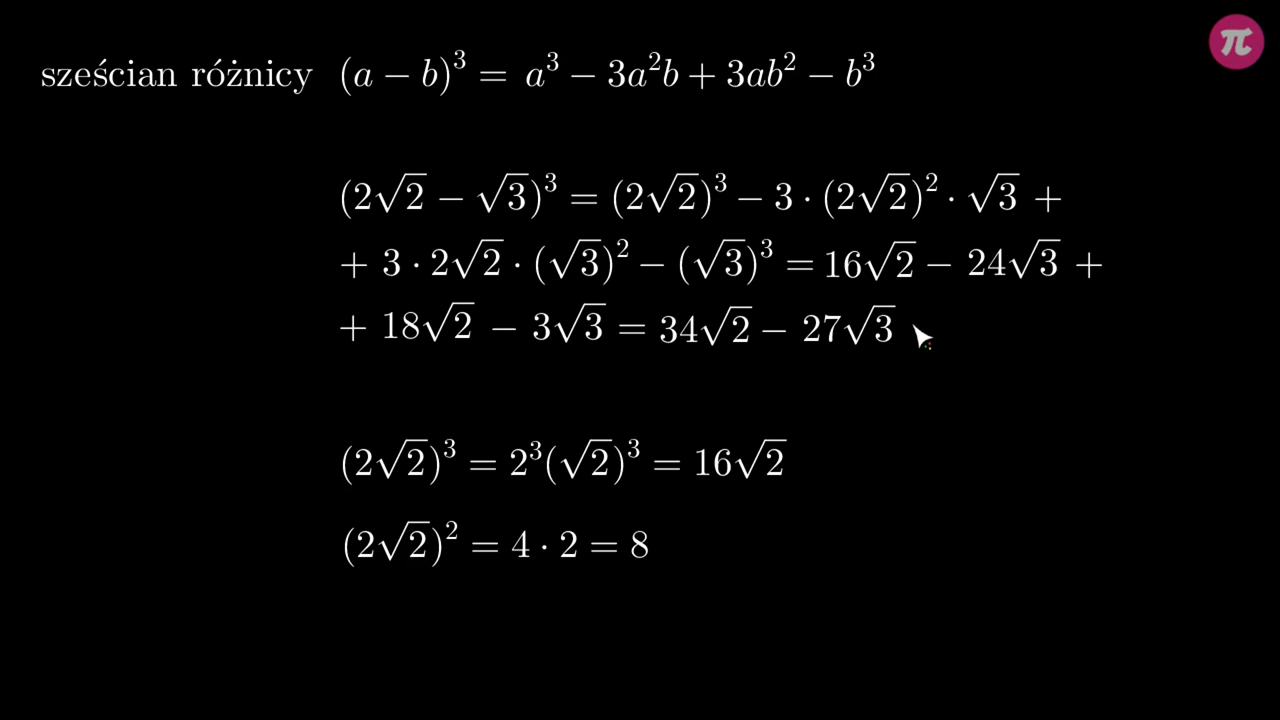 π
sześcian różnicy (a − b)³ = a³ − 3a²b + 3ab² − b³
(2√2 − √3)³ = (2√2)³ − 3 · (2√2)² · √3 +
+ 3 · 2√2 · (√3)² − (√3)³ = 16√2 − 24√3 +
+ 18√2 − 3√3 = 34√2 − 27√3
(2√2)³ = 2³(√2)³ = 16√2
(2√2)² = 4 · 2 = 8